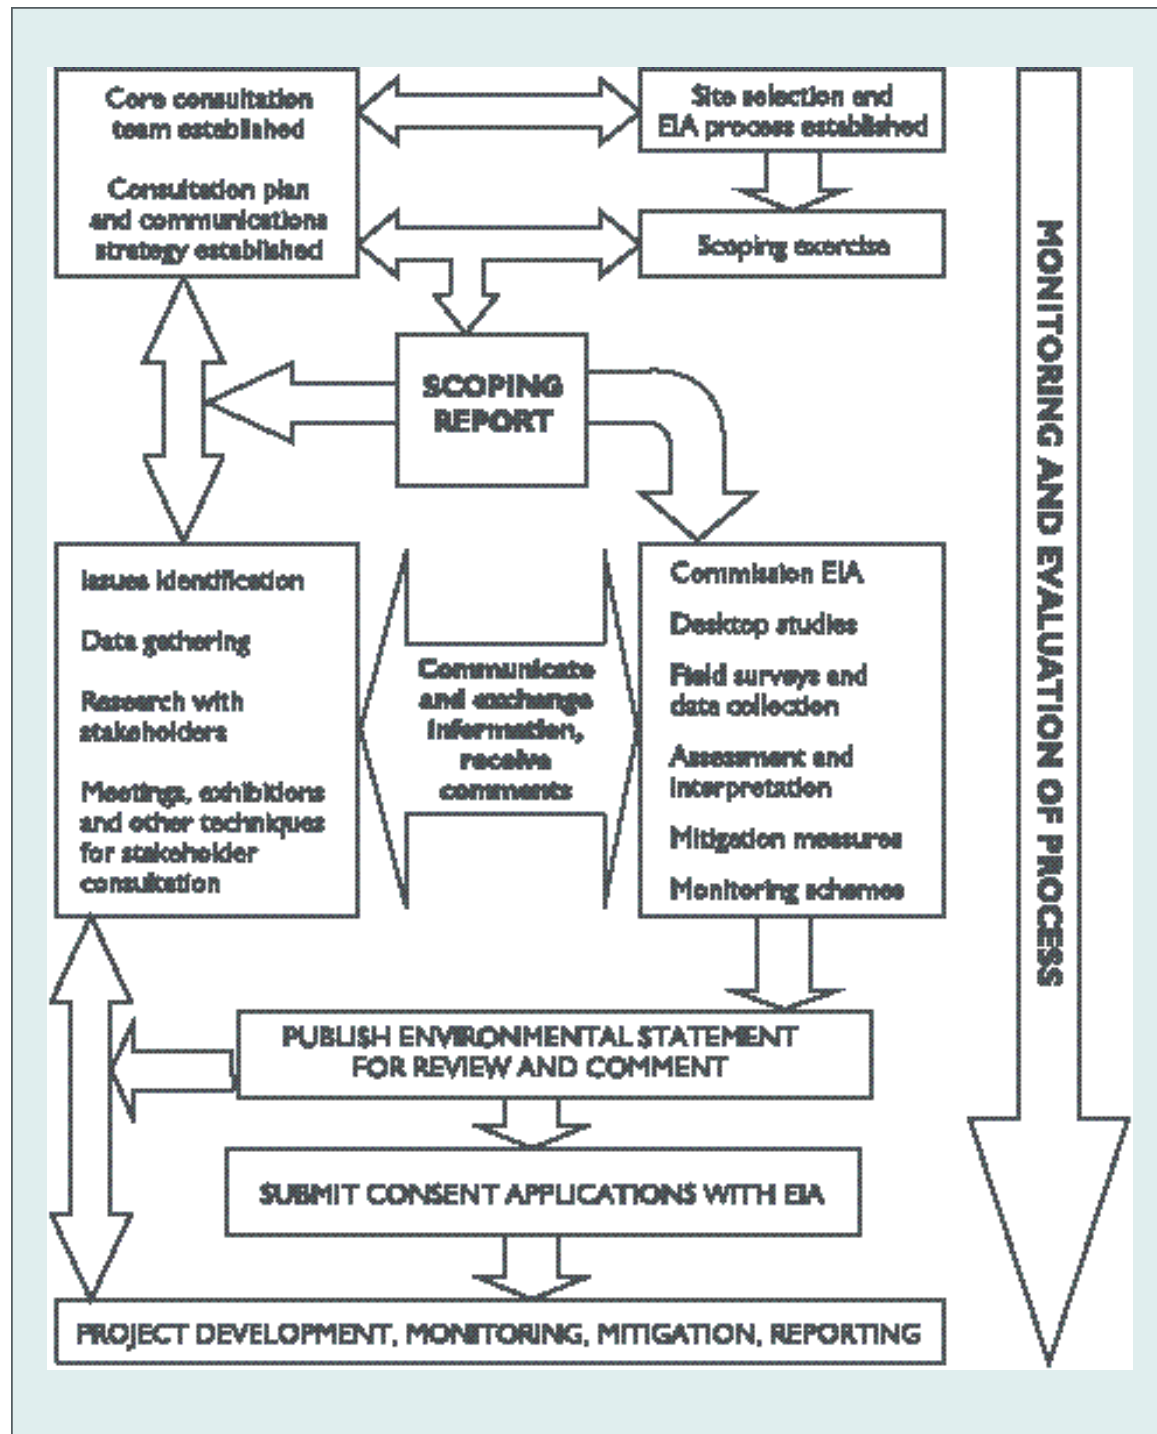 Core consultation
team established
Consultation plan
and communications
strategy established
Site selection and
EIA process established
Scoping exercise
SCOPING
REPORT
Issues identification
Data gathering
Research with
stakeholders
Meetings, exhibitions
and other techniques
for stakeholder
consultation
Communicate
and exchange
information,
receive
comments
Commission EIA
Desktop studies
Field surveys and
data collection
Assessment and
interpretation
Mitigation measures
Monitoring schemes
PUBLISH ENVIRONMENTAL STATEMENT
FOR REVIEW AND COMMENT
SUBMIT CONSENT APPLICATIONS WITH EIA
PROJECT DEVELOPMENT, MONITORING, MITIGATION, REPORTING
MONITORING AND EVALUATION OF PROCESS